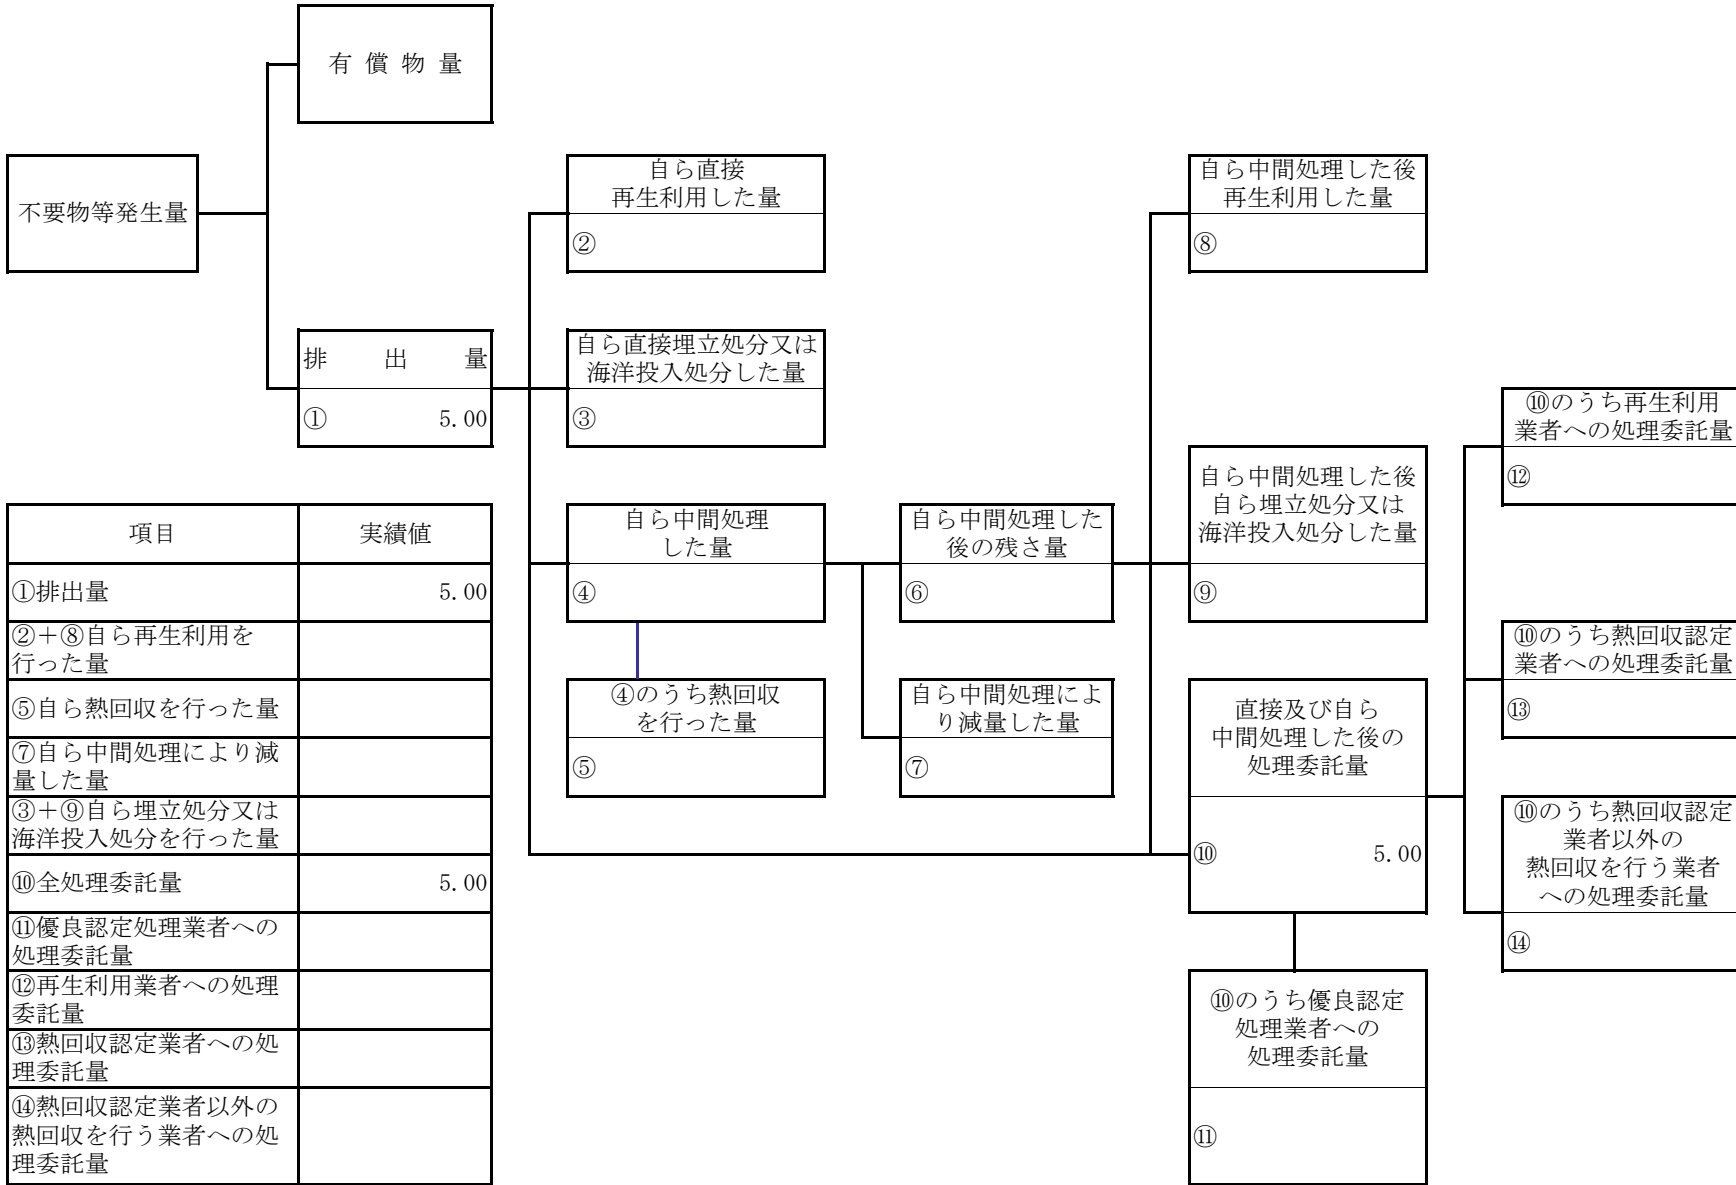 有 償 物 量
不要物等発生量
自ら直接
再生利用した量
②
自ら中間処理した後
再生利用した量
⑧
排 出 量
① 5.00
自ら直接埋立処分又は
海洋投入処分した量
③
⑩のうち再生利用
業者への処理委託量
⑫
自ら中間処理した後
自ら埋立処分又は
海洋投入処分した量
⑨
自ら中間処理
した量
④
自ら中間処理した
後の残さ量
⑥
⑩のうち熱回収認定
業者への処理委託量
⑬
④のうち熱回収
を行った量
⑤
自ら中間処理によ
り減量した量
⑦
直接及び自ら
中間処理した後の
処理委託量
⑩ 5.00
⑩のうち熱回収認定
業者以外の
熱回収を行う業者
への処理委託量
⑭
⑩のうち優良認定
処理業者への
処理委託量
⑪
項目 実績値
①排出量 5.00
②＋⑧自ら再生利用を
行った量
⑤自ら熱回収を行った量
⑦自ら中間処理により減
量した量
③＋⑨自ら埋立処分又は
海洋投入処分を行った量
⑩全処理委託量 5.00
⑪優良認定処理業者への
処理委託量
⑫再生利用業者への処理
委託量
⑬熱回収認定業者への処
理委託量
⑭熱回収認定業者以外の
熱回収を行う業者への処
理委託量